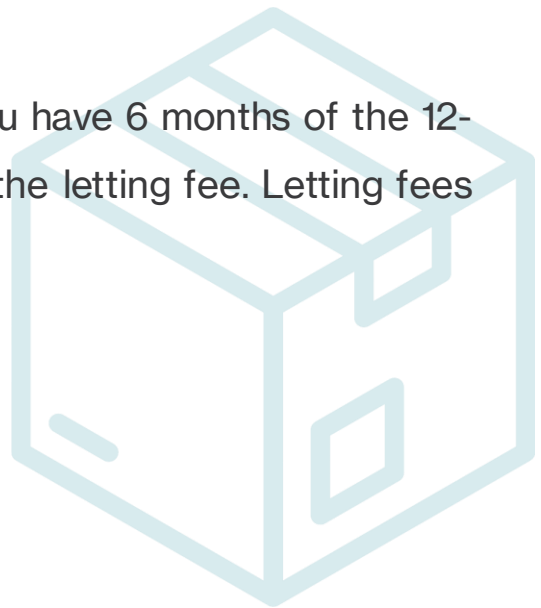 have 6 months of the 12-
the letting fee. Letting fees